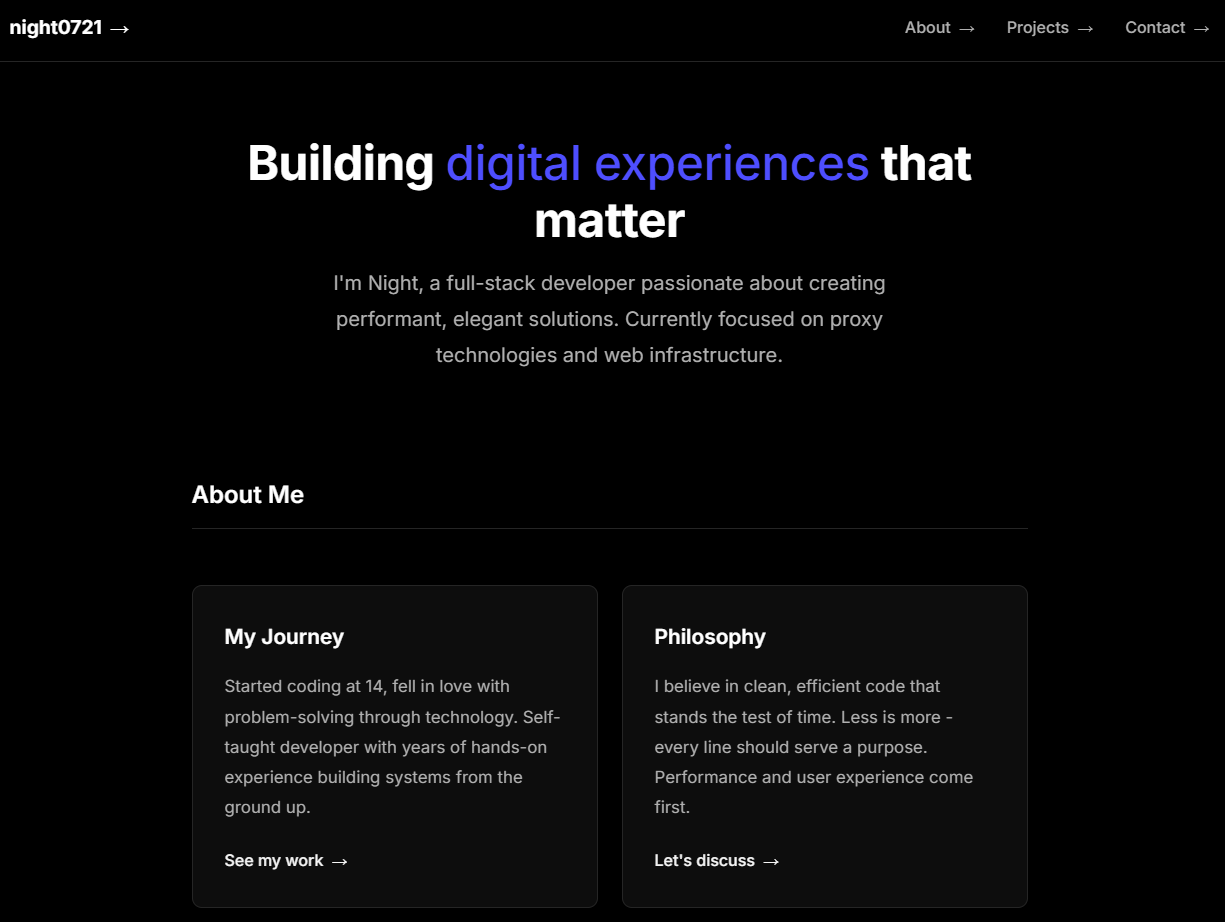 night0721 →
About →
Projects →
Contact →
Building digital experiences that
matter
I'm Night, a full-stack developer passionate about creating
performant, elegant solutions. Currently focused on proxy
technologies and web infrastructure.
About Me
My Journey
Started coding at 14, fell in love with
problem-solving through technology. Self-
taught developer with years of hands-on
experience building systems from the
ground up.
See my work →
Philosophy
I believe in clean, efficient code that
stands the test of time. Less is more -
every line should serve a purpose.
Performance and user experience come
first.
Let's discuss →